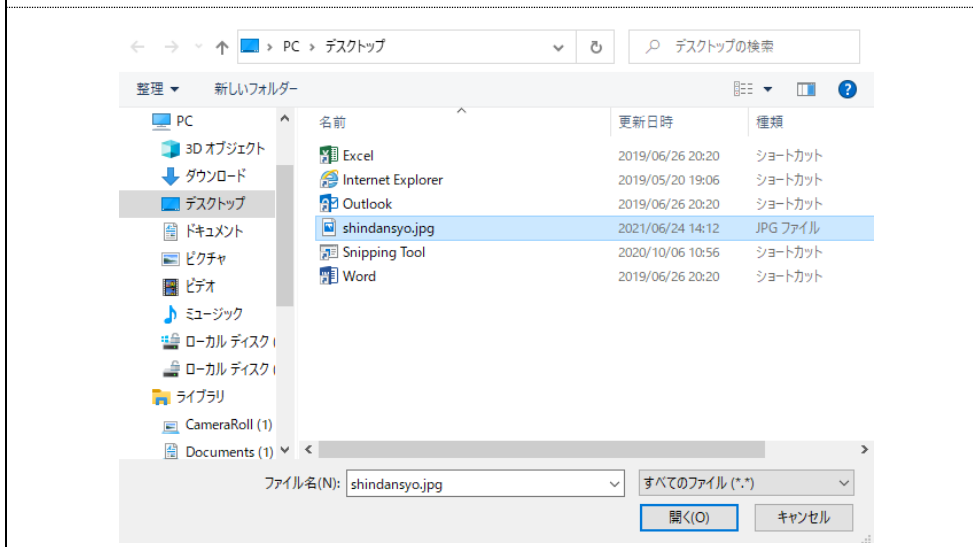 PC › デスクトップ
デスクトップの検索
整理 ▼ 新しいフォルダー
PC
3D オブジェクト
ダウンロード
デスクトップ
ドキュメント
ピクチャ
ビデオ
ミュージック
ローカル ディスク (
ローカル ディスク (
ライブラリ
CameraRoll (1)
Documents (1)
名前 更新日時 種類
Excel 2019/06/26 20:20 ショートカット
Internet Explorer 2019/05/20 19:06 ショートカット
Outlook 2019/06/26 20:20 ショートカット
shindansyo.jpg 2021/06/24 14:12 JPG ファイル
Snipping Tool 2020/10/06 10:56 ショートカット
Word 2019/06/26 20:20 ショートカット
ファイル名(N): shindansyo.jpg すべてのファイル (*.*)
開く(O) キャンセル